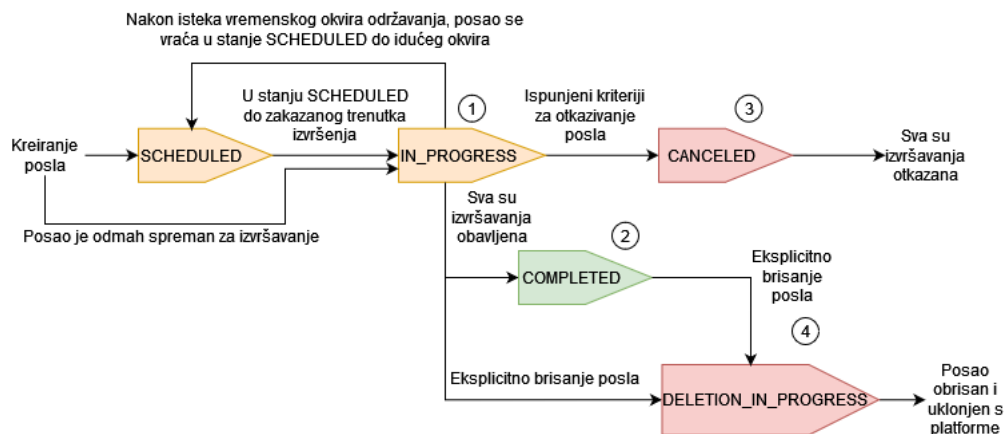 Nakon isteka vremenskog okvira održavanja, posao se
vraća u stanje SCHEDULED do idućeg okvira
U stanju SCHEDULED
do zakazanog trenutka
izvršenja
1
Ispunjeni kriteriji
za otkazivanje
posla
3
Kreiranje
posla
SCHEDULED
IN_PROGRESS
CANCELED
Sva su
izvršavanja
otkazana
Posao je odmah spreman za izvršavanje
Sva su
izvršavanja
obavljena
2
COMPLETED
Eksplicitno
brisanje
posla
4
Eksplicitno brisanje posla
DELETION_IN_PROGRESS
Posao
obrisan i
uklonjen s
platforme